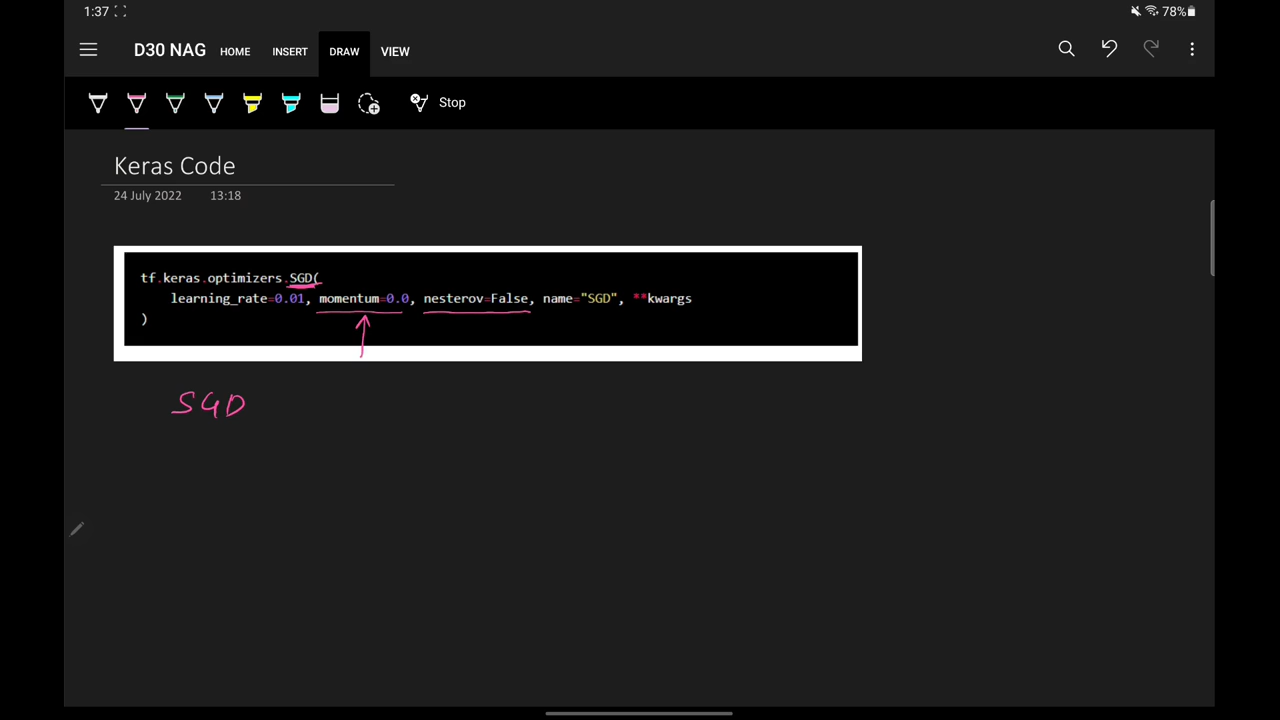 1:37 78%
D30 NAG HOME INSERT DRAW VIEW
Stop
Keras Code
24 July 2022 13:18
tf.keras.optimizers.SGD(
learning_rate=0.01, momentum=0.0, nesterov=False, name="SGD", **kwargs
)
SGD